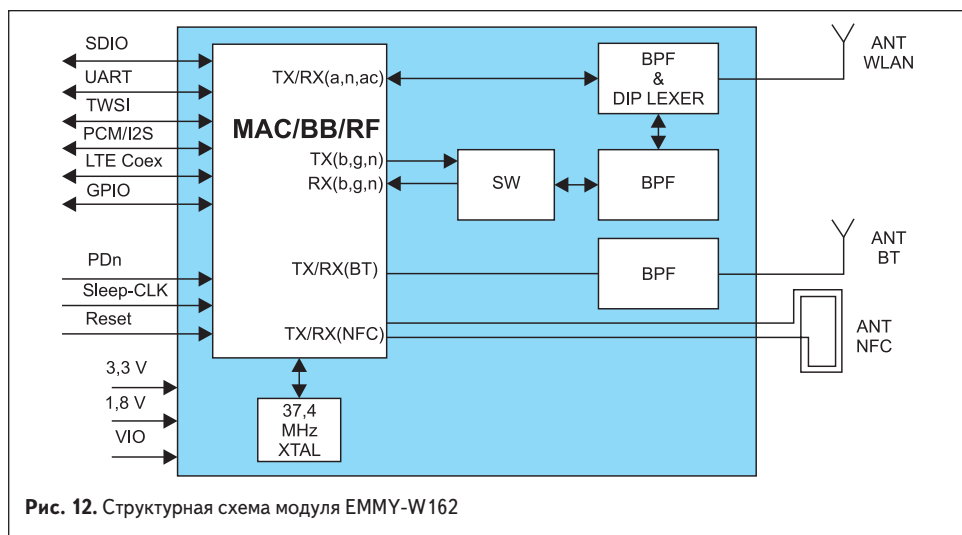 SDIO
UART
TWSI
PCM/I2S
LTE Coex
GPIO
PDn
Sleep-CLK
Reset
3,3 V
1,8 V
VIO
TX/RX(a,n,ac)
MAC/BB/RF
TX(b,g,n)
RX(b,g,n)
TX/RX(BT)
TX/RX(NFC)
37,4
MHz
XTAL
SW
BPF
&
DIP LEXER
BPF
BPF
ANT
WLAN
ANT
BT
ANT
NFC
Рис. 12. Структурная схема модуля EMMY-W162